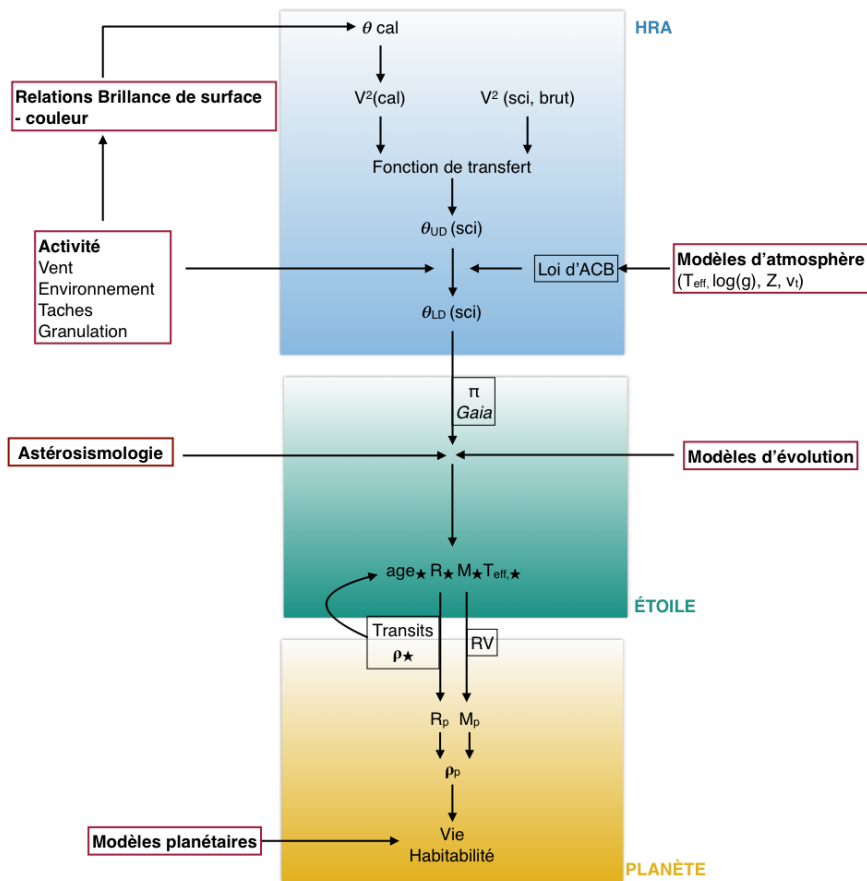 θ cal
HRA
Relations Brillance de surface
- couleur
V²(cal)
V² (sci, brut)
Fonction de transfert
θUD (sci)
Activité
Vent
Environnement
Taches
Granulation
Loi d'ACB
Modèles d'atmosphère
(Teff, log(g), Z, vt)
θLD (sci)
π
Gaia
Astérosismologie
Modèles d'évolution
age★ R★ M★ Teff,★
ÉTOILE
Transits
ρ★
RV
Rp Mp
ρp
Modèles planétaires
Vie
Habitabilité
PLANÈTE